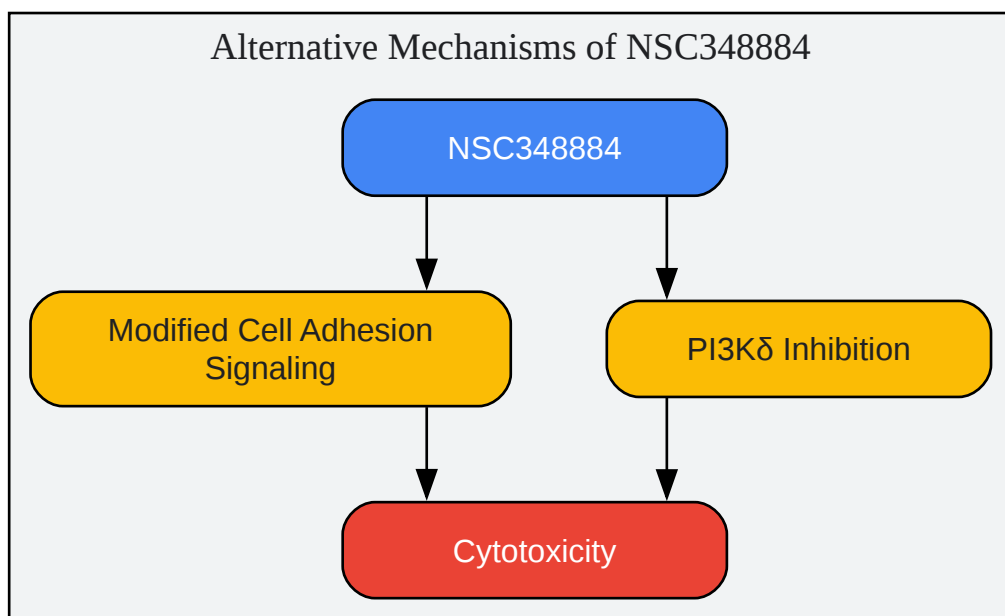 Alternative Mechanisms of NSC348884
NSC348884
Modified Cell Adhesion
Signaling
PI3Kδ Inhibition
Cytotoxicity